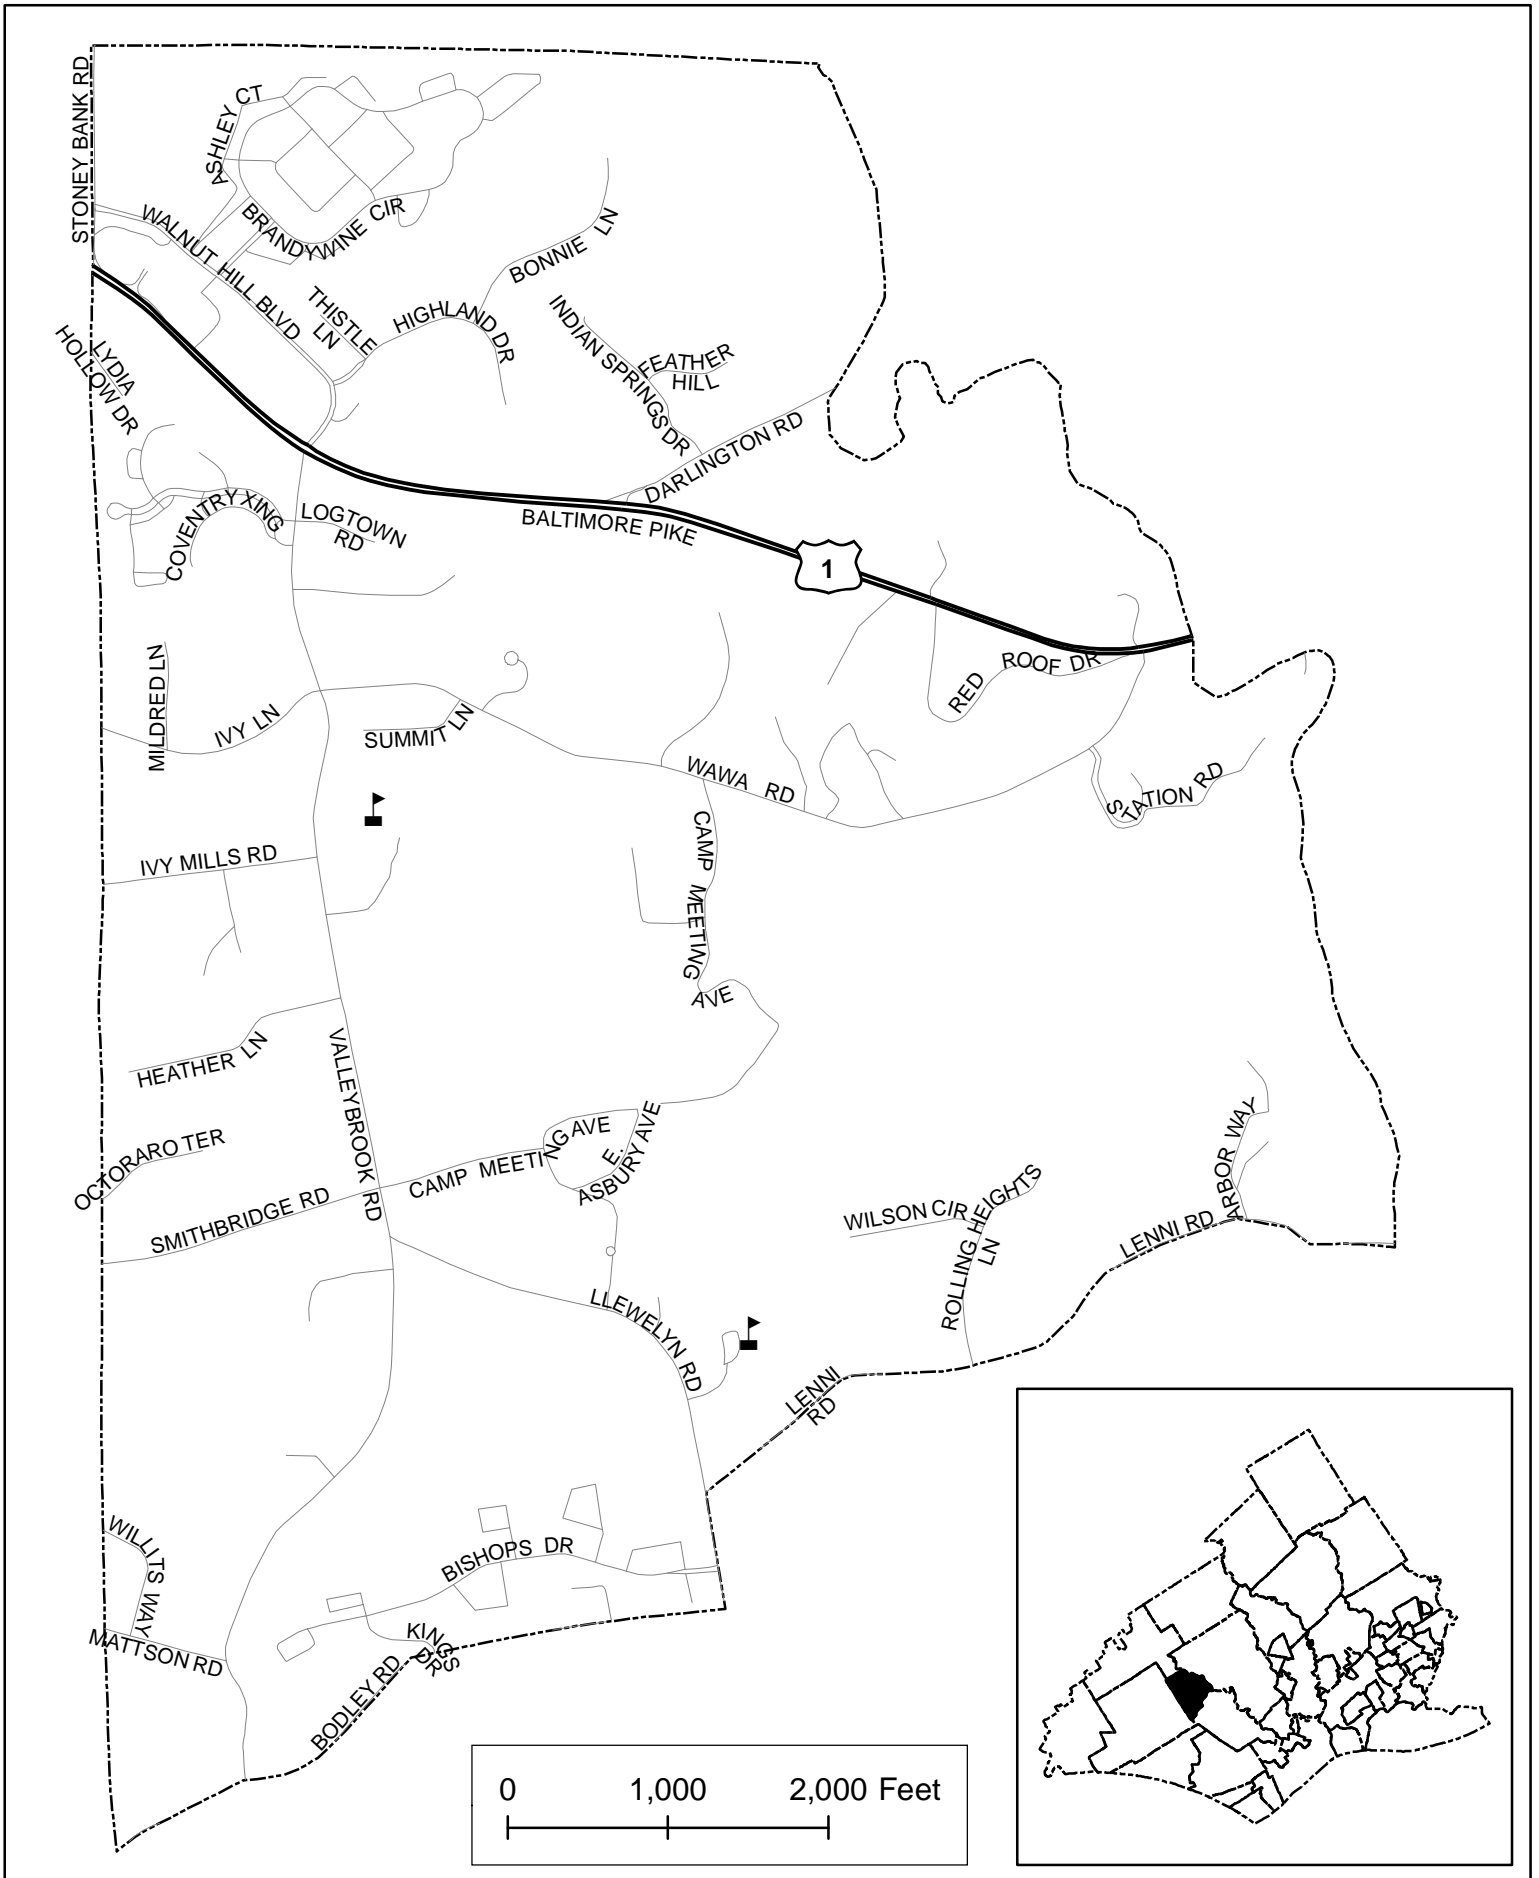 STONEY BANK RD
ASHLEY CT
WALNUT HILL BLVD
BRANDYWINE CIR
BONNIE LN
THISTLE
LN
HIGHLAND DR
INDIAN SPRINGS DR
FEATHER
HILL
LYDIA
HOLLOW DR
DARLINGTON RD
COVENTRY XING
LOGTOWN
RD
BALTIMORE PIKE
1
MILDRED LN
IVY LN
SUMMIT LN
RED ROOF DR
WAWA RD
STATION RD
CAMP MEETING
AVE
IVY MILLS RD
HEATHER LN
VALLEYBROOK RD
OCTORARO TER
SMITHBRIDGE RD
CAMP MEETING AVE
E.
ASBURY AVE
WILSON CIR
ROLLING HEIGHTS
LN
ARBOR WAY
LENNI RD
LLEWELYN RD
LENNI
RD
WILLITS WAY
MATTSON RD
BISHOPS DR
KINGS
DR
BODLEY RD
0 1,000 2,000 Feet